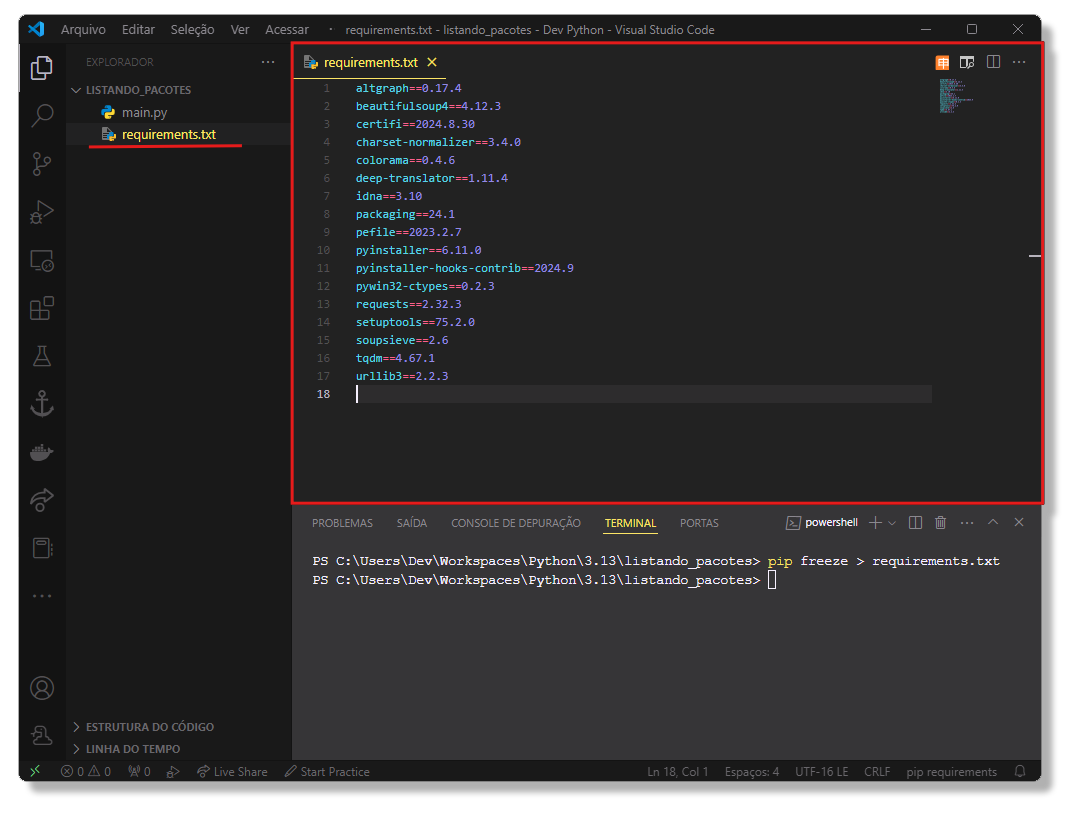 Arquivo Editar Seleção Ver Acessar · requirements.txt - listando_pacotes - Dev Python - Visual Studio Code
EXPLORADOR ···
LISTANDO_PACOTES
main.py
requirements.txt
requirements.txt
1 altgraph==0.17.4
2 beautifulsoup4==4.12.3
3 certifi==2024.8.30
4 charset-normalizer==3.4.0
5 colorama==0.4.6
6 deep-translator==1.11.4
7 idna==3.10
8 packaging==24.1
9 pefile==2023.2.7
10 pyinstaller==6.11.0
11 pyinstaller-hooks-contrib==2024.9
12 pywin32-ctypes==0.2.3
13 requests==2.32.3
14 setuptools==75.2.0
15 soupsieve==2.6
16 tqdm==4.67.1
17 urllib3==2.2.3
18
PROBLEMAS SAÍDA CONSOLE DE DEPURAÇÃO TERMINAL PORTAS powershell
PS C:\Users\Dev\Workspaces\Python\3.13\listando_pacotes> pip freeze > requirements.txt
PS C:\Users\Dev\Workspaces\Python\3.13\listando_pacotes>
ESTRUTURA DO CÓDIGO
LINHA DO TEMPO
0 0 0 Live Share Start Practice Ln 18, Col 1 Espaços: 4 UTF-16 LE CRLF pip requirements